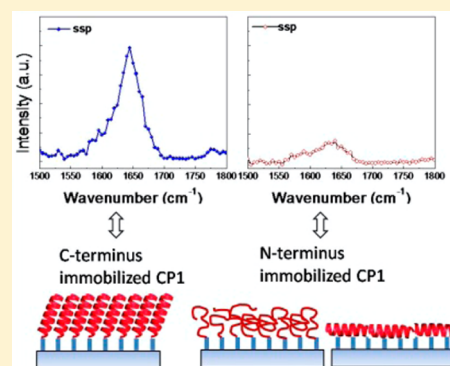 ssp
ssp
Intensity (a.u.)
1500 1550 1600 1650 1700 1750 1800
1500 1550 1600 1650 1700 1750 1800
Wavenumber (cm⁻¹)
Wavenumber (cm⁻¹)
C-terminus
immobilized CP1
N-terminus
immobilized CP1